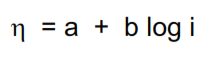 η = a + b log i